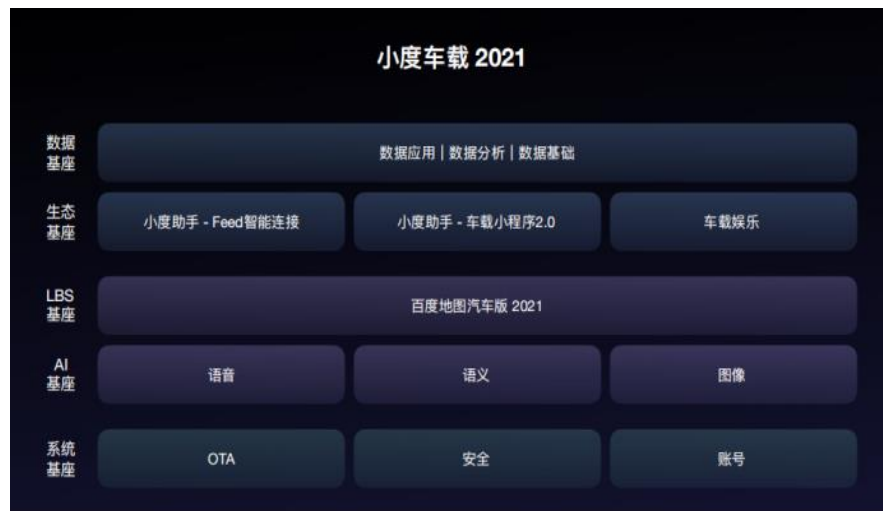 小度车载 2021
数据
基座
数据应用 | 数据分析 | 数据基础
生态
基座
小度助手 - Feed智能连接
小度助手 - 车载小程序2.0
车载娱乐
LBS
基座
百度地图汽车版 2021
AI
基座
语音
语义
图像
系统
基座
OTA
安全
账号